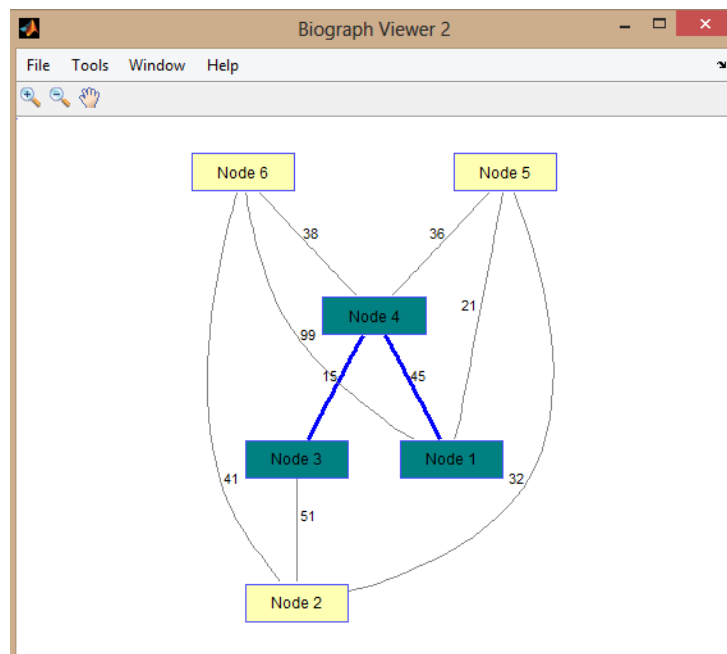 Biograph Viewer 2
File Tools Window Help
Node 6 Node 5
38 36
21
Node 4
99
15 45
Node 3 Node 1
41 32
51
Node 2